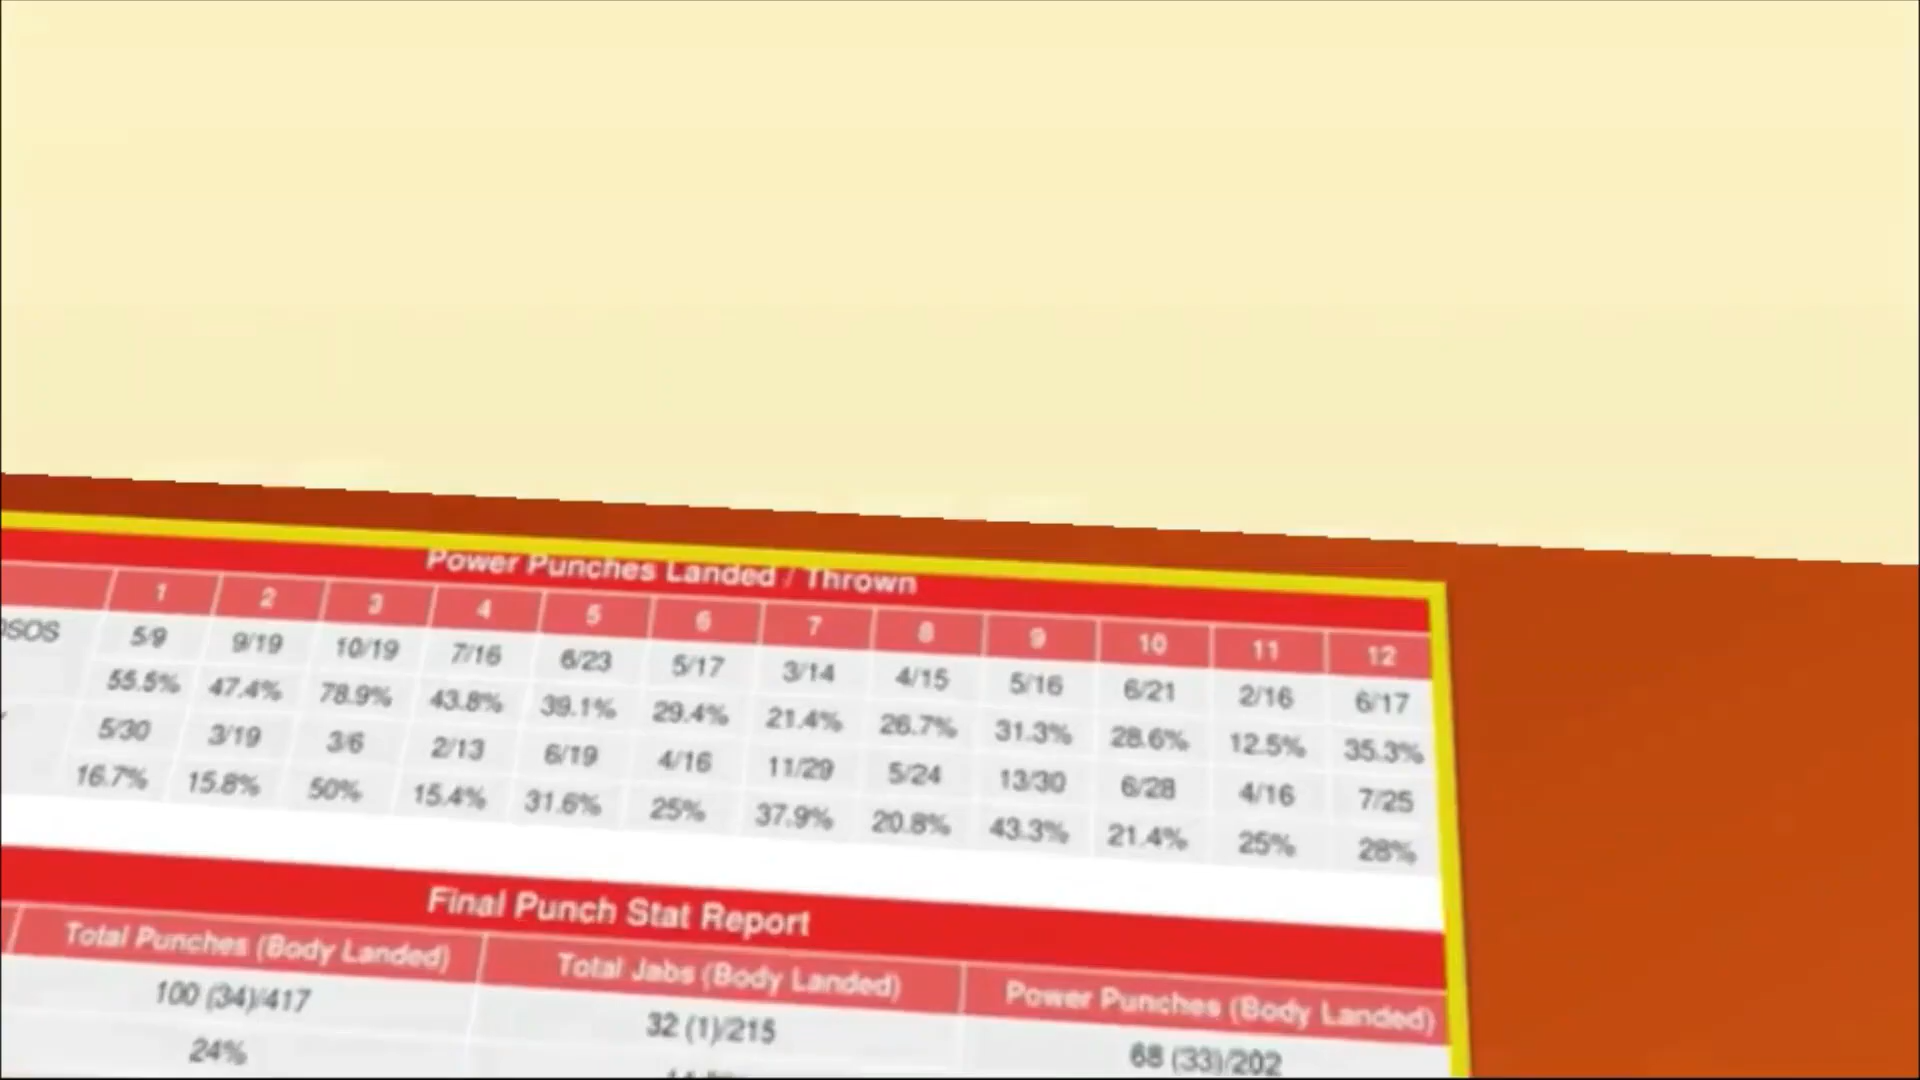 Power Punches Landed / Thrown
1 2 3 4 5 6 7 8 9 10 11 12
OSOS 5/9 9/19 10/19 7/16 6/23 5/17 3/14 4/15 5/16 6/21 2/16 6/17
55.5% 47.4% 78.9% 43.8% 39.1% 29.4% 21.4% 26.7% 31.3% 28.6% 12.5% 35.3%
5/30 3/19 3/6 2/13 6/19 4/16 11/29 5/24 13/30 6/28 4/16 7/25
16.7% 15.8% 50% 15.4% 31.6% 25% 37.9% 20.8% 43.3% 21.4% 25% 28%
Final Punch Stat Report
Total Punches (Body Landed) Total Jabs (Body Landed) Power Punches (Body Landed)
100 (34)/417 32 (1)/215 68 (33)/202
24%